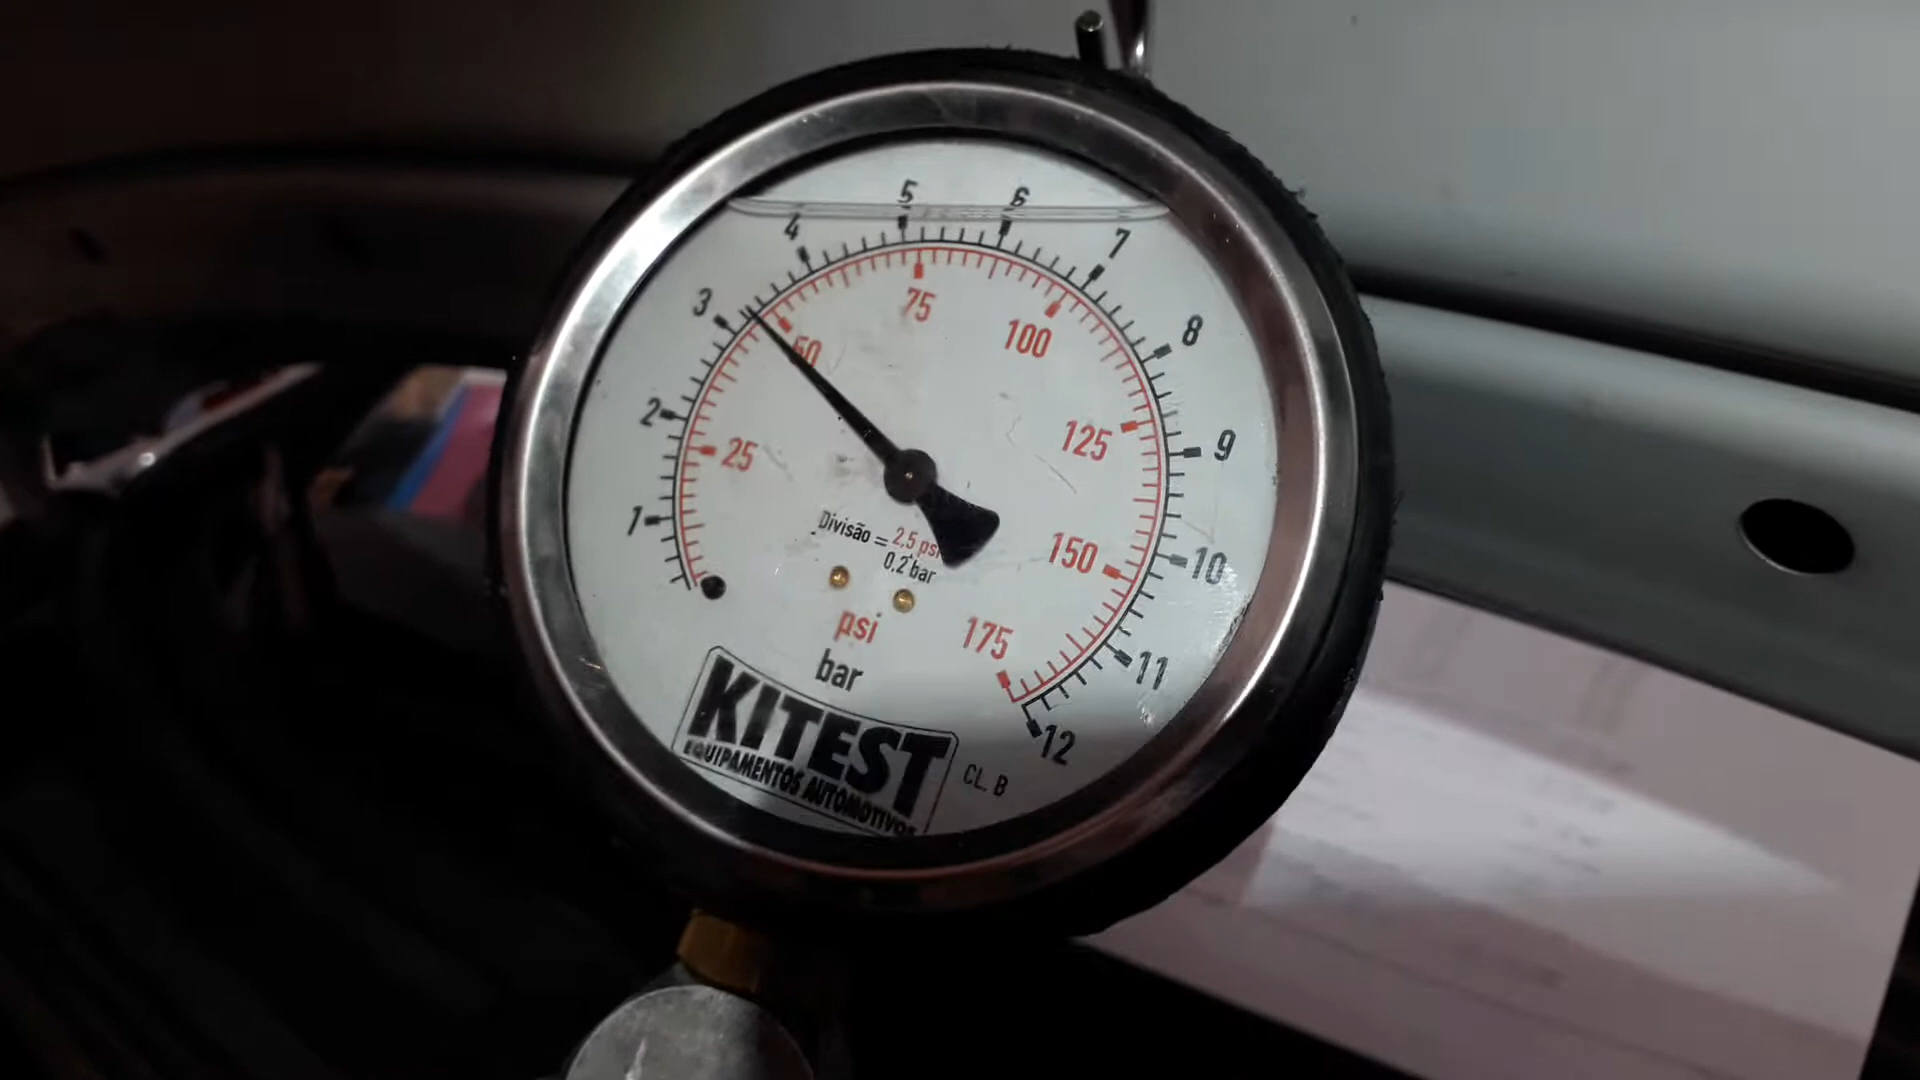 1
2
3
4
5
6
7
8
9
10
11
12
25
50
75
100
125
150
175
Divisão = 2,5 psi
0,2 bar
psi
bar
KITEST
EQUIPAMENTOS AUTOMOTIVOS
CL. B